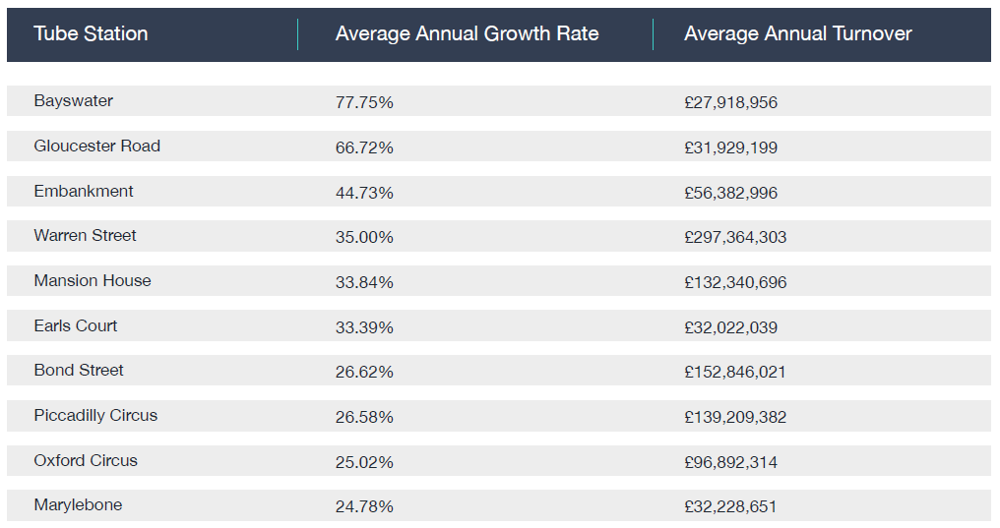 Tube Station Average Annual Growth Rate Average Annual Turnover
Bayswater 77.75% £27,918,956
Gloucester Road 66.72% £31,929,199
Embankment 44.73% £56,382,996
Warren Street 35.00% £297,364,303
Mansion House 33.84% £132,340,696
Earls Court 33.39% £32,022,039
Bond Street 26.62% £152,846,021
Piccadilly Circus 26.58% £139,209,382
Oxford Circus 25.02% £96,892,314
Marylebone 24.78% £32,228,651